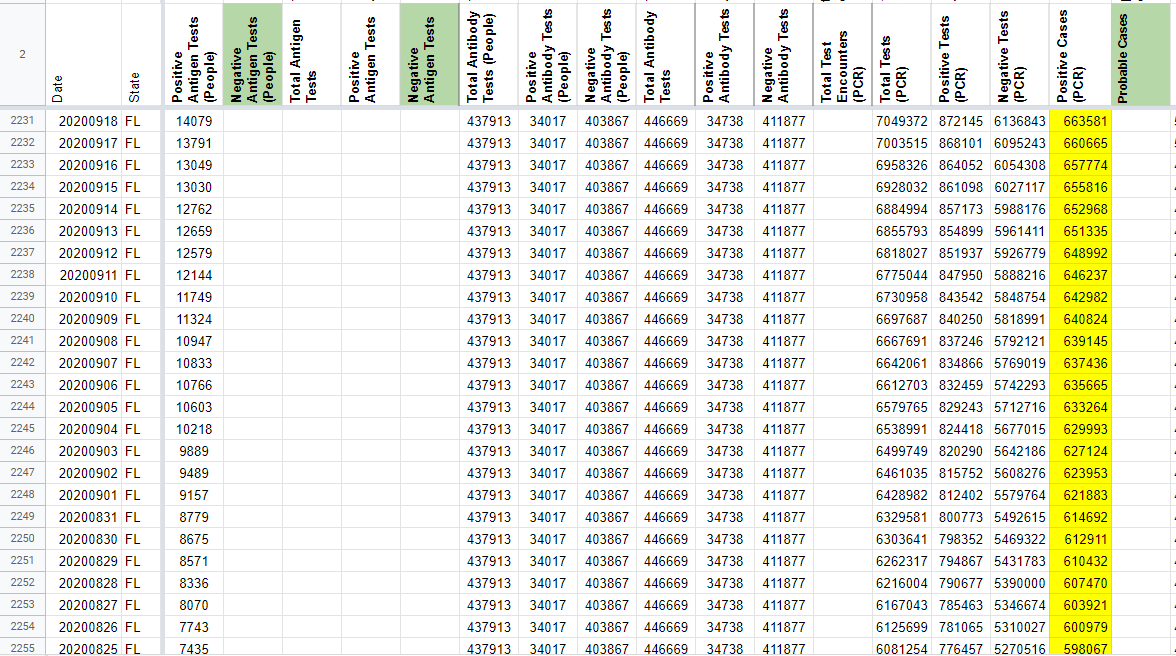 2 Date State Positive Antigen Tests (People) Negative Antigen Tests (People) Total Antigen Tests Positive Antigen Tests Negative Antigen Tests Total Antibody Tests (People) Positive Antibody Tests (People) Negative Antibody Tests (People) Total Antibody Tests Positive Antibody Tests Negative Antibody Tests Total Test Encounters (PCR) Total Tests (PCR) Positive Tests (PCR) Negative Tests (PCR) Positive Cases (PCR) Probable Cases
2231 20200918 FL 14079 437913 34017 403867 446669 34738 411877 7049372 872145 6136843 663581
2232 20200917 FL 13791 437913 34017 403867 446669 34738 411877 7003515 868101 6095243 660665
2233 20200916 FL 13049 437913 34017 403867 446669 34738 411877 6958326 864052 6054308 657774
2234 20200915 FL 13030 437913 34017 403867 446669 34738 411877 6928032 861098 6027117 655816
2235 20200914 FL 12762 437913 34017 403867 446669 34738 411877 6884994 857173 5988176 652968
2236 20200913 FL 12659 437913 34017 403867 446669 34738 411877 6855793 854899 5961411 651335
2237 20200912 FL 12579 437913 34017 403867 446669 34738 411877 6818027 851937 5926779 648992
2238 20200911 FL 12144 437913 34017 403867 446669 34738 411877 6775044 847950 5888216 646237
2239 20200910 FL 11749 437913 34017 403867 446669 34738 411877 6730958 843542 5848754 642982
2240 20200909 FL 11324 437913 34017 403867 446669 34738 411877 6697687 840250 5818991 640824
2241 20200908 FL 10947 437913 34017 403867 446669 34738 411877 6667691 837246 5792121 639145
2242 20200907 FL 10833 437913 34017 403867 446669 34738 411877 6642061 834866 5769019 637436
2243 20200906 FL 10766 437913 34017 403867 446669 34738 411877 6612703 832459 5742293 635665
2244 20200905 FL 10603 437913 34017 403867 446669 34738 411877 6579765 829243 5712716 633264
2245 20200904 FL 10218 437913 34017 403867 446669 34738 411877 6538991 824418 5677015 629993
2246 20200903 FL 9889 437913 34017 403867 446669 34738 411877 6499749 820290 5642186 627124
2247 20200902 FL 9489 437913 34017 403867 446669 34738 411877 6461035 815752 5608276 623953
2248 20200901 FL 9157 437913 34017 403867 446669 34738 411877 6428982 812402 5579764 621883
2249 20200831 FL 8779 437913 34017 403867 446669 34738 411877 6329581 800773 5492615 614692
2250 20200830 FL 8675 437913 34017 403867 446669 34738 411877 6303641 798352 5469322 612911
2251 20200829 FL 8571 437913 34017 403867 446669 34738 411877 6262317 794867 5431783 610432
2252 20200828 FL 8336 437913 34017 403867 446669 34738 411877 6216004 790677 5390000 607470
2253 20200827 FL 8070 437913 34017 403867 446669 34738 411877 6167043 785463 5346674 603921
2254 20200826 FL 7743 437913 34017 403867 446669 34738 411877 6125699 781065 5310027 600979
2255 20200825 FL 7435 437913 34017 403867 446669 34738 411877 6081254 776457 5270516 598067